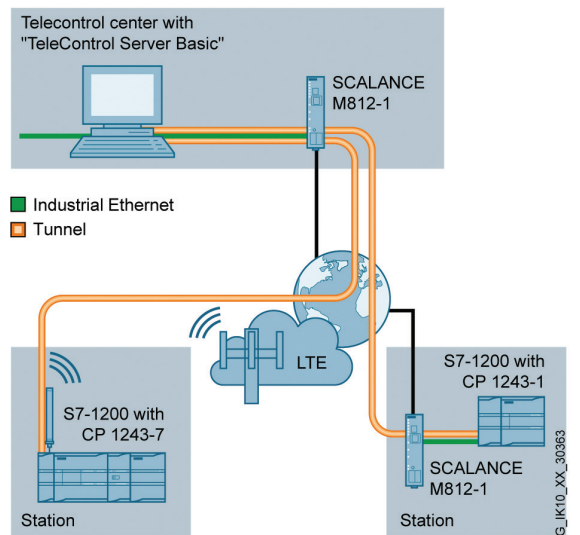 Telecontrol center with
"TeleControl Server Basic"
SCALANCE
M812-1
Industrial Ethernet
Tunnel
LTE
S7-1200 with
CP 1243-7
Station
S7-1200 with
CP 1243-1
SCALANCE
M812-1
Station
G_IK10_XX_30363